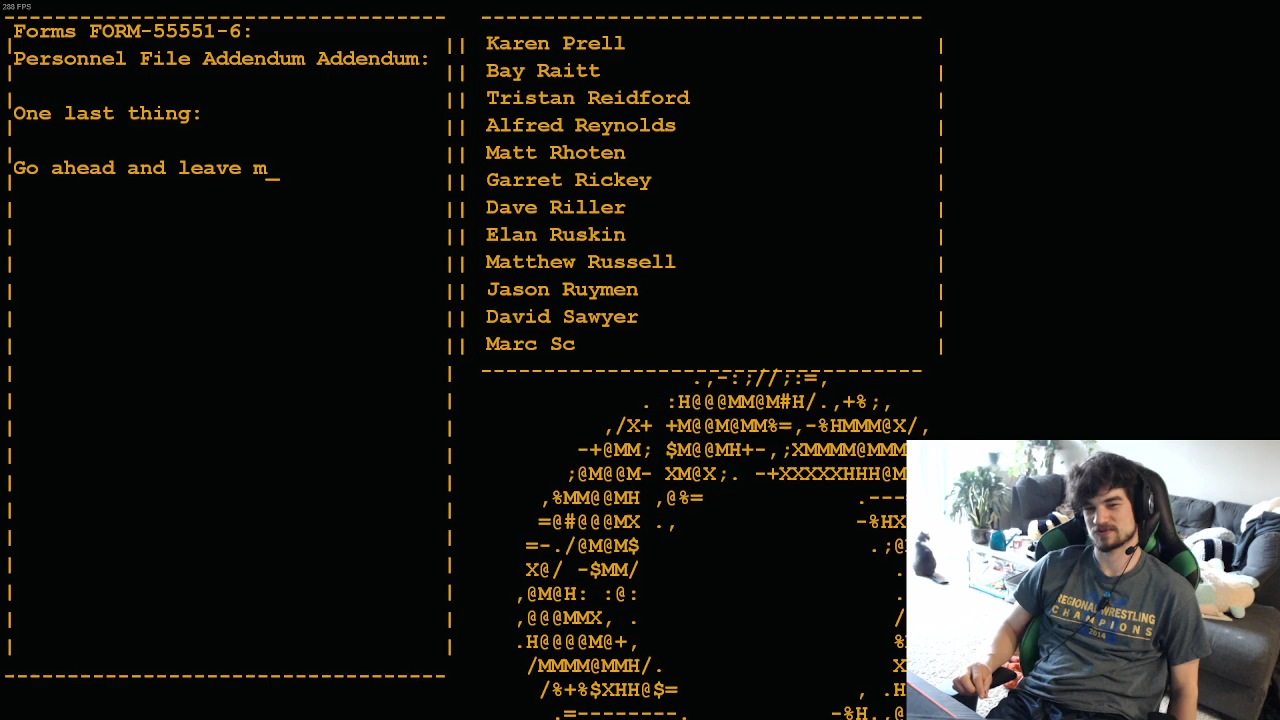 288 FPS
Forms FORM-55551-6:
Personnel File Addendum Addendum:
One last thing:
Go ahead and leave m_
Karen Prell
Bay Raitt
Tristan Reidford
Alfred Reynolds
Matt Rhoten
Garret Rickey
Dave Riller
Elan Ruskin
Matthew Russell
Jason Ruymen
David Sawyer
Marc Sc
REGIONAL WRESTLING
CHAMPIONS
2014